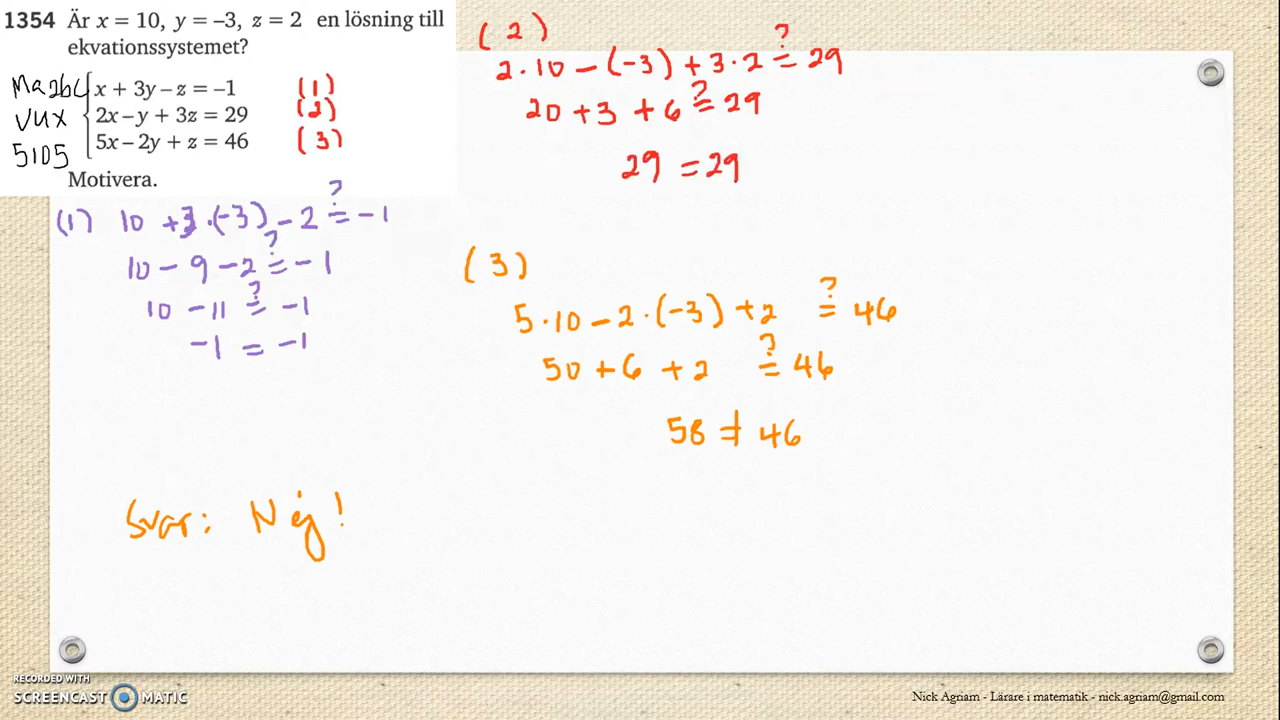 1354 Är x = 10, y = –3, z = 2 en lösning till
ekvationssystemet?
Ma2bc
vux
5105
x + 3y – z = –1 (1)
2x – y + 3z = 29 (2)
5x – 2y + z = 46 (3)
Motivera.
(1) 10 + 3 · (-3) - 2 ?= -1
10 - 9 - 2 ?= -1
10 - 11 ?= -1
-1 = -1
(2)
2 · 10 - (-3) + 3 · 2 ?= 29
20 + 3 + 6 ?= 29
29 = 29
(3)
5 · 10 - 2 · (-3) + 2 ?= 46
50 + 6 + 2 ?= 46
58 ≠ 46
Svar: Nej!
RECORDED WITH
SCREENCAST MATIC
Nick Agriam - Lärare i matematik - nick.agriam@gmail.com